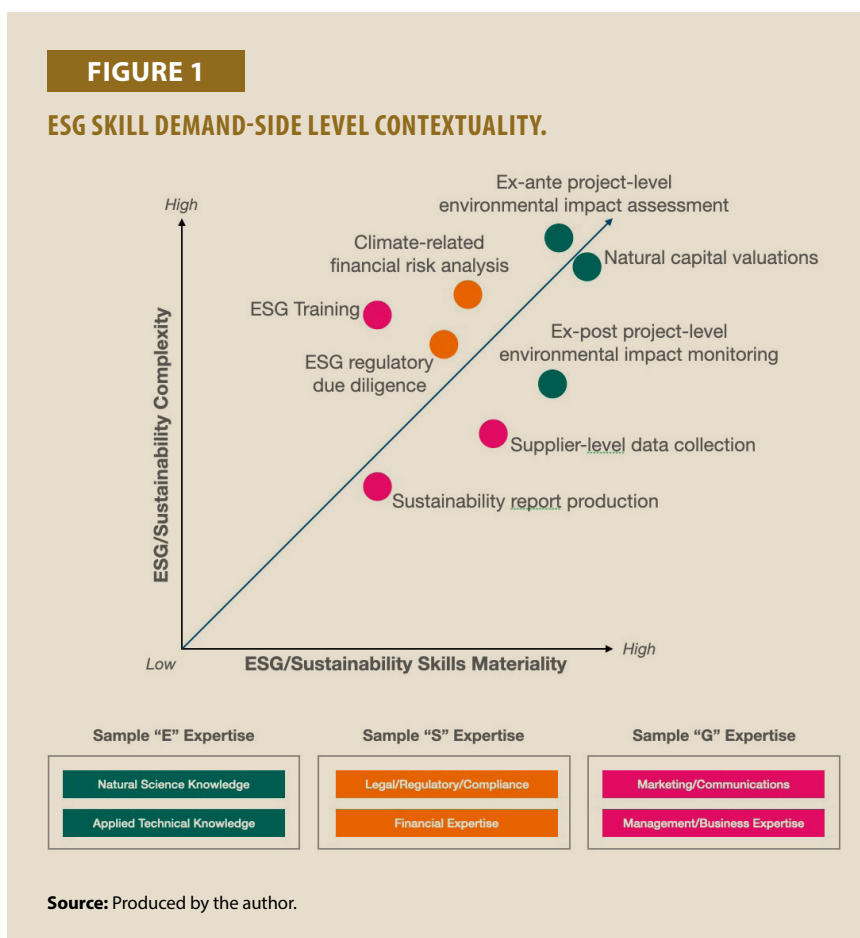 FIGURE 1
ESG SKILL DEMAND-SIDE LEVEL CONTEXTUALITY.
Ex-ante project-level
environmental impact assessment
High
Climate-related
financial risk analysis
Natural capital valuations
ESG Training
Ex-post project-level
environmental impact monitoring
ESG regulatory
due diligence
Supplier-level data collection
Sustainability report production
ESG/Sustainability Complexity
Low
ESG/Sustainability Skills Materiality
High
Sample “E” Expertise
Natural Science Knowledge
Applied Technical Knowledge
Sample “S” Expertise
Legal/Regulatory/Compliance
Financial Expertise
Sample “G” Expertise
Marketing/Communications
Management/Business Expertise
Source: Produced by the author.